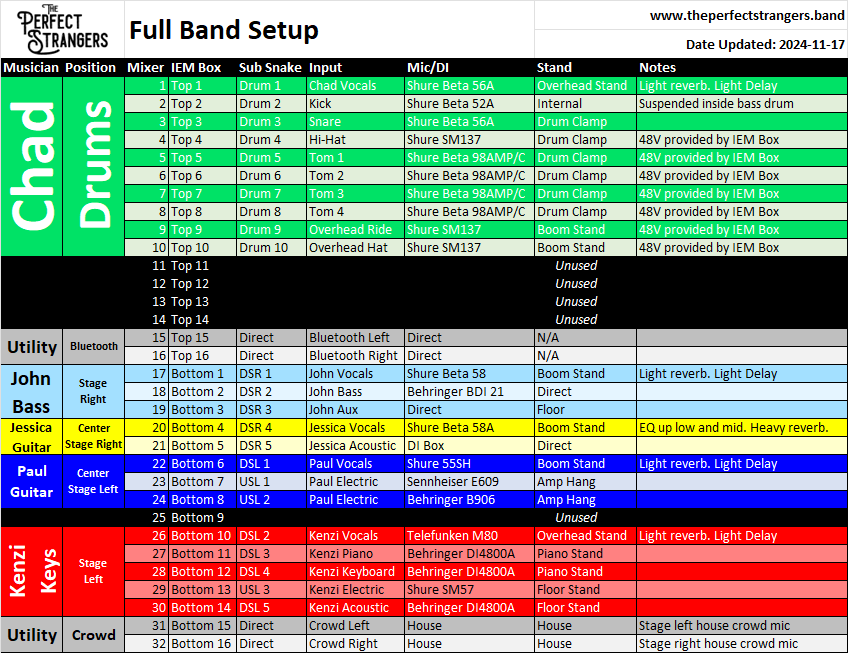 THE
PERFECT
STRANGERS
Full Band Setup
www.theperfectstrangers.band
Date Updated: 2024-11-17
Musician Position Mixer IEM Box Sub Snake Input Mic/DI Stand Notes
Chad
Drums
1 Top 1 Drum 1 Chad Vocals Shure Beta 56A Overhead Stand Light reverb. Light Delay
2 Top 2 Drum 2 Kick Shure Beta 52A Internal Suspended inside bass drum
3 Top 3 Drum 3 Snare Shure Beta 56A Drum Clamp
4 Top 4 Drum 4 Hi-Hat Shure SM137 Drum Clamp 48V provided by IEM Box
5 Top 5 Drum 5 Tom 1 Shure Beta 98AMP/C Drum Clamp 48V provided by IEM Box
6 Top 6 Drum 6 Tom 2 Shure Beta 98AMP/C Drum Clamp 48V provided by IEM Box
7 Top 7 Drum 7 Tom 3 Shure Beta 98AMP/C Drum Clamp 48V provided by IEM Box
8 Top 8 Drum 8 Tom 4 Shure Beta 98AMP/C Drum Clamp 48V provided by IEM Box
9 Top 9 Drum 9 Overhead Ride Shure SM137 Boom Stand 48V provided by IEM Box
10 Top 10 Drum 10 Overhead Hat Shure SM137 Boom Stand 48V provided by IEM Box
11 Top 11 Unused
12 Top 12 Unused
13 Top 13 Unused
14 Top 14 Unused
Utility Bluetooth
15 Top 15 Direct Bluetooth Left Direct N/A
16 Top 16 Direct Bluetooth Right Direct N/A
John
Bass
Stage
Right
17 Bottom 1 DSR 1 John Vocals Shure Beta 58 Boom Stand Light reverb. Light Delay
18 Bottom 2 DSR 2 John Bass Behringer BDI 21 Direct
19 Bottom 3 DSR 3 John Aux Direct Floor
Jessica
Guitar
Center
Stage Right
20 Bottom 4 DSR 4 Jessica Vocals Shure Beta 58A Boom Stand EQ up low and mid. Heavy reverb.
21 Bottom 5 DSR 5 Jessica Acoustic DI Box Direct
Paul
Guitar
Center
Stage Left
22 Bottom 6 DSL 1 Paul Vocals Shure 55SH Boom Stand Light reverb. Light Delay
23 Bottom 7 USL 1 Paul Electric Sennheiser E609 Amp Hang
24 Bottom 8 USL 2 Paul Electric Behringer B906 Amp Hang
25 Bottom 9 Unused
Kenzi
Keys
Stage
Left
26 Bottom 10 DSL 2 Kenzi Vocals Telefunken M80 Overhead Stand Light reverb. Light Delay
27 Bottom 11 DSL 3 Kenzi Piano Behringer DI4800A Piano Stand
28 Bottom 12 DSL 4 Kenzi Keyboard Behringer DI4800A Piano Stand
29 Bottom 13 USL 3 Kenzi Electric Shure SM57 Floor Stand
30 Bottom 14 DSL 5 Kenzi Acoustic Behringer DI4800A Floor Stand
Utility Crowd
31 Bottom 15 Direct Crowd Left House House Stage left house crowd mic
32 Bottom 16 Direct Crowd Right House House Stage right house crowd mic